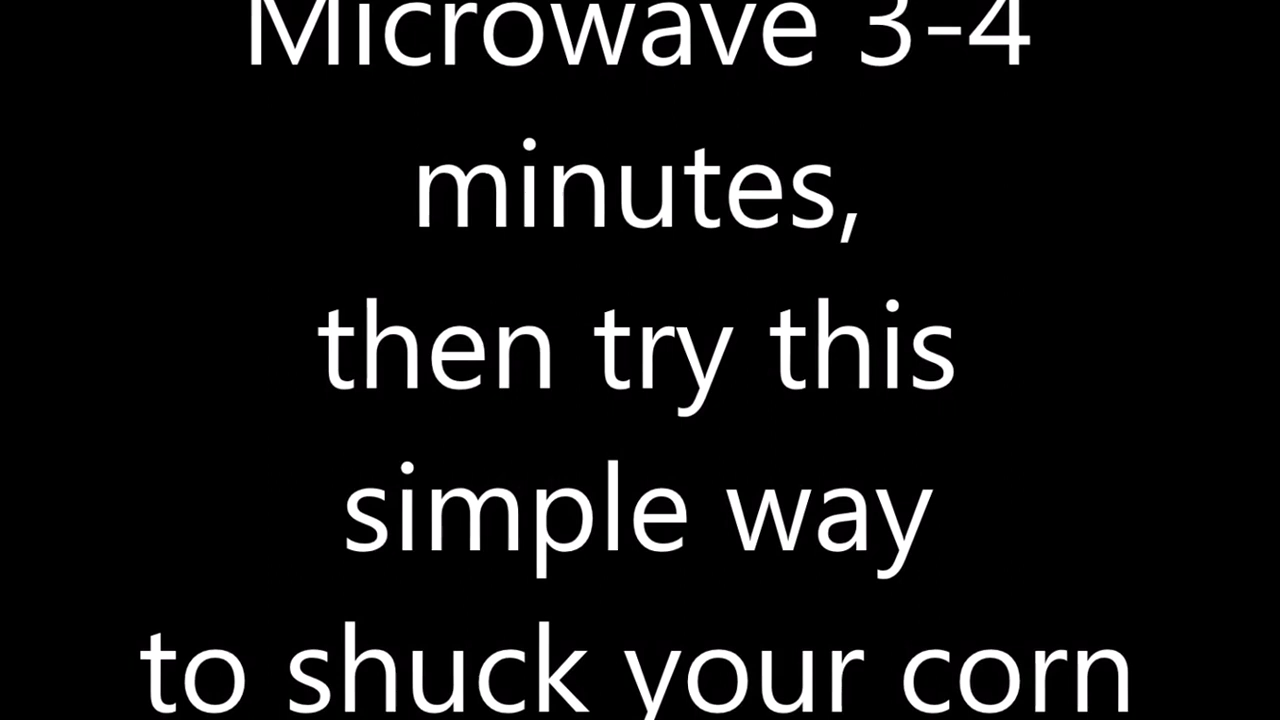 Microwave 3-4
minutes,
then try this
simple way
to shuck your corn